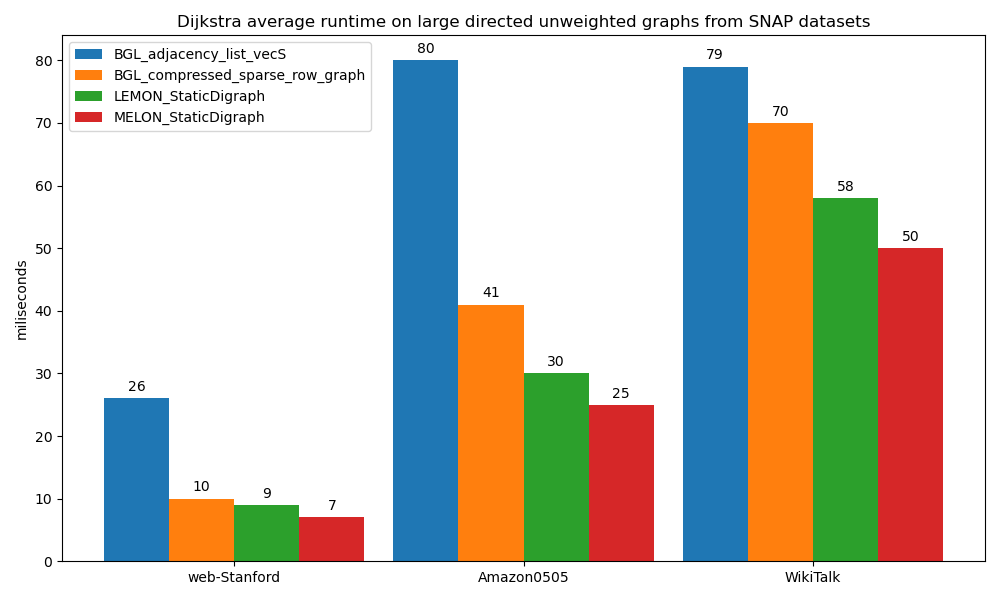 Dijkstra average runtime on large directed unweighted graphs from SNAP datasets
BGL_adjacency_list_vecS
BGL_compressed_sparse_row_graph
LEMON_StaticDigraph
MELON_StaticDigraph
miliseconds
80
70
60
50
40
30
20
10
0
26
10
9
7
80
41
30
25
79
70
58
50
web-Stanford
Amazon0505
WikiTalk